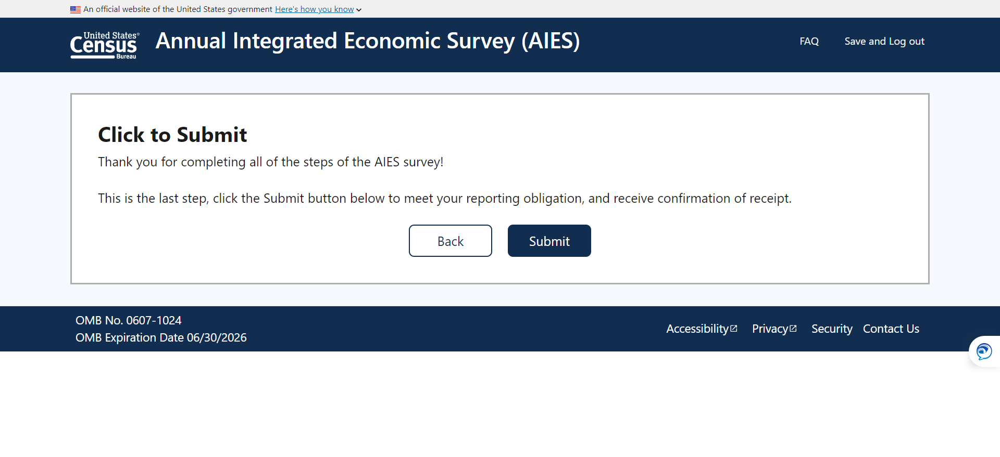 An official website of the United States government Here's how you know
United States®
Census
Bureau
Annual Integrated Economic Survey (AIES)
FAQ
Save and Log out
Click to Submit
Thank you for completing all of the steps of the AIES survey!
This is the last step, click the Submit button below to meet your reporting obligation, and receive confirmation of receipt.
Back
Submit
OMB No. 0607-1024
OMB Expiration Date 06/30/2026
Accessibility
Privacy
Security
Contact Us